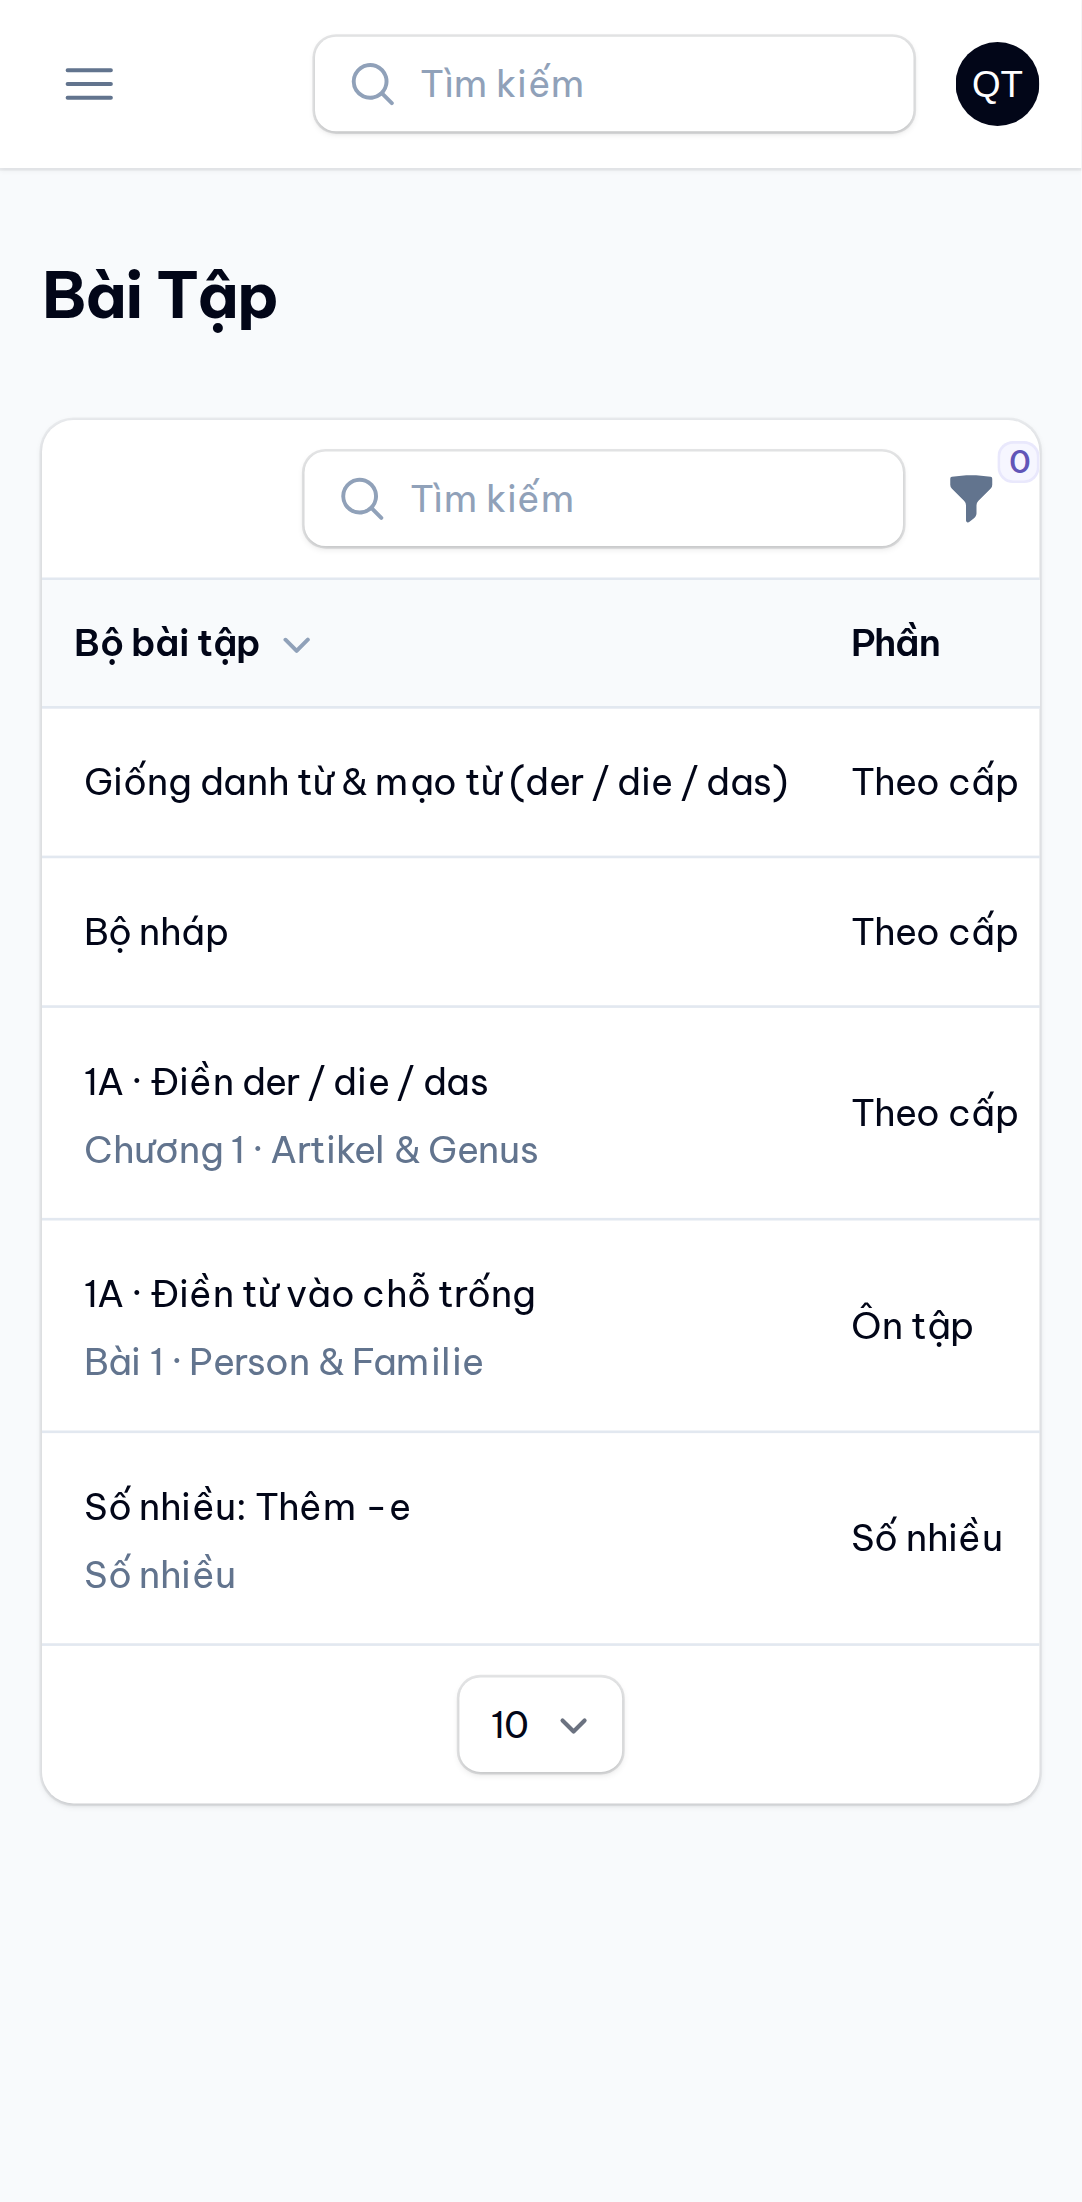 Tìm kiếm
QT
Bài Tập
Tìm kiếm
0
Bộ bài tập
Phần
Giống danh từ & mạo từ (der / die / das)
Theo cấp
Bộ nháp
Theo cấp
1A · Điền der / die / das
Chương 1 · Artikel & Genus
Theo cấp
1A · Điền từ vào chỗ trống
Bài 1 · Person & Familie
Ôn tập
Số nhiều: Thêm -e
Số nhiều
Số nhiều
10